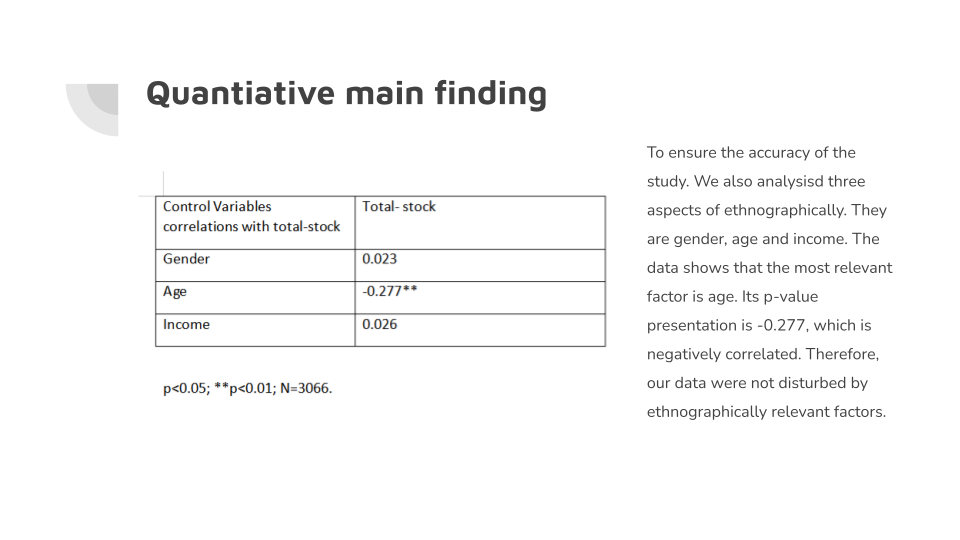 Quantiative main finding
Control Variables
correlations with total-stock
Total- stock
Gender
0.023
Age
-0.277**
Income
0.026
p<0.05; **p<0.01; N=3066.
To ensure the accuracy of the
study. We also analysisd three
aspects of ethnographically. They
are gender, age and income. The
data shows that the most relevant
factor is age. Its p-value
presentation is -0.277, which is
negatively correlated. Therefore,
our data were not disturbed by
ethnographically relevant factors.